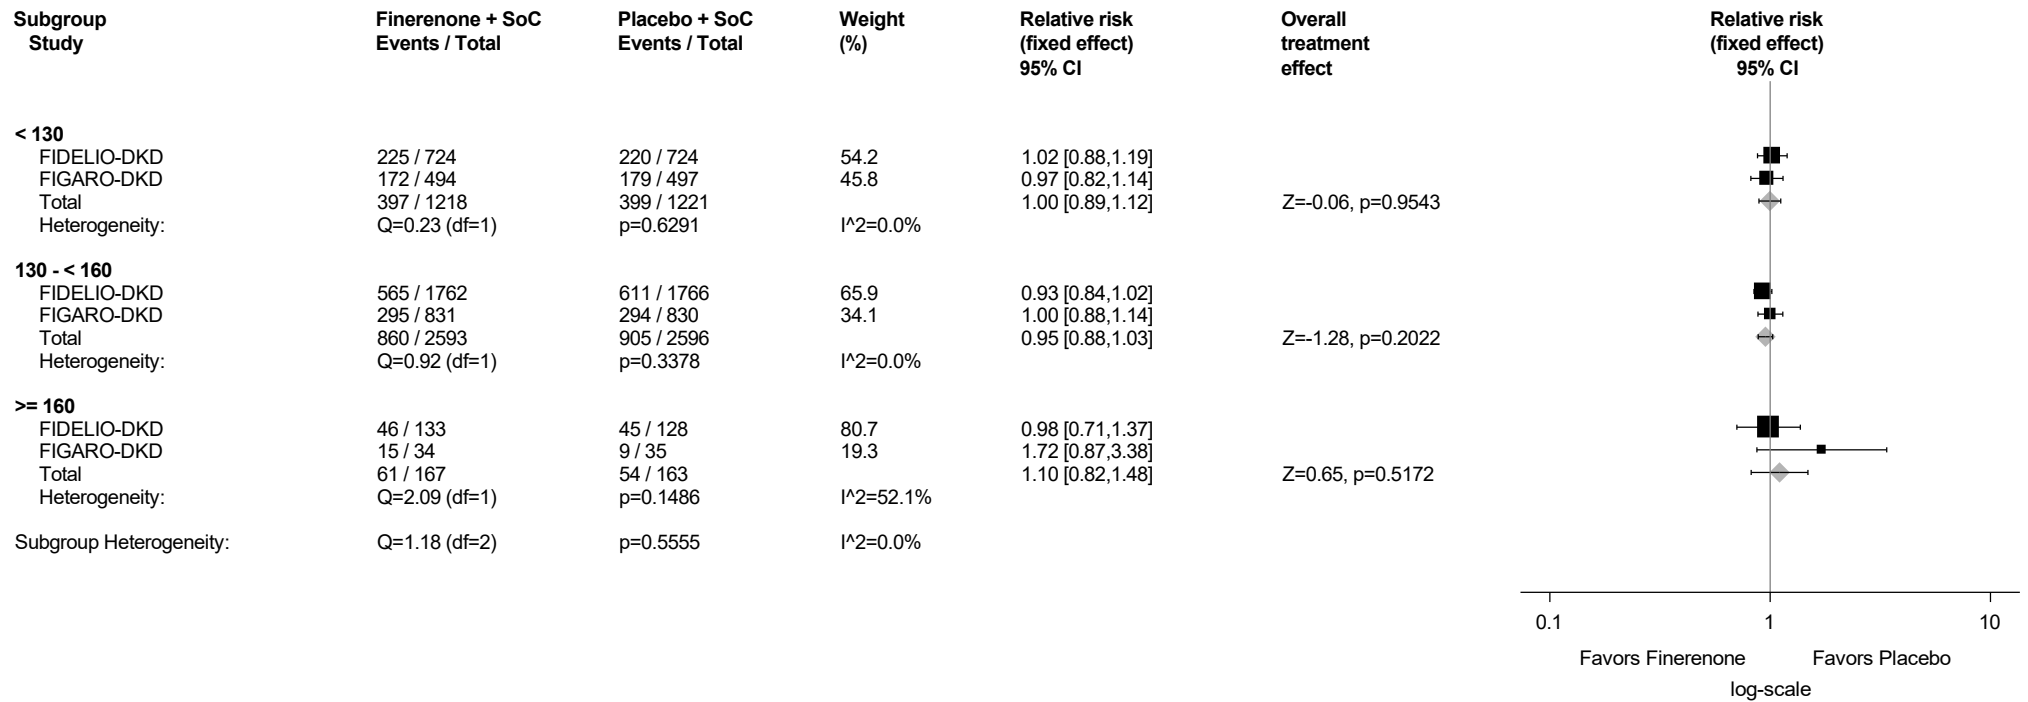 Subgroup Finerenone + SoC Placebo + SoC Weight Relative risk Overall Relative risk
Study Events / Total Events / Total (%) (fixed effect) treatment (fixed effect)
95% CI effect 95% CI
< 130
FIDELIO-DKD 225 / 724 220 / 724 54.2 1.02 [0.88,1.19]
FIGARO-DKD 172 / 494 179 / 497 45.8 0.97 [0.82,1.14]
Total 397 / 1218 399 / 1221 1.00 [0.89,1.12] Z=-0.06, p=0.9543
Heterogeneity: Q=0.23 (df=1) p=0.6291 I^2=0.0%
130 - < 160
FIDELIO-DKD 565 / 1762 611 / 1766 65.9 0.93 [0.84,1.02]
FIGARO-DKD 295 / 831 294 / 830 34.1 1.00 [0.88,1.14]
Total 860 / 2593 905 / 2596 0.95 [0.88,1.03] Z=-1.28, p=0.2022
Heterogeneity: Q=0.92 (df=1) p=0.3378 I^2=0.0%
>= 160
FIDELIO-DKD 46 / 133 45 / 128 80.7 0.98 [0.71,1.37]
FIGARO-DKD 15 / 34 9 / 35 19.3 1.72 [0.87,3.38]
Total 61 / 167 54 / 163 1.10 [0.82,1.48] Z=0.65, p=0.5172
Heterogeneity: Q=2.09 (df=1) p=0.1486 I^2=52.1%
Subgroup Heterogeneity: Q=1.18 (df=2) p=0.5555 I^2=0.0%
0.1 1 10
Favors Finerenone Favors Placebo
log-scale